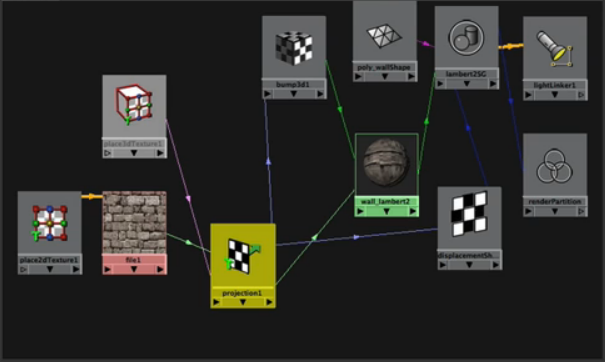 bump3d1
poly_wallShape
lambert2SG
lightLinker1
place3dTexture1
wall_lambert2
renderPartition
place2dTexture1
file1
displacementSh...
projection1